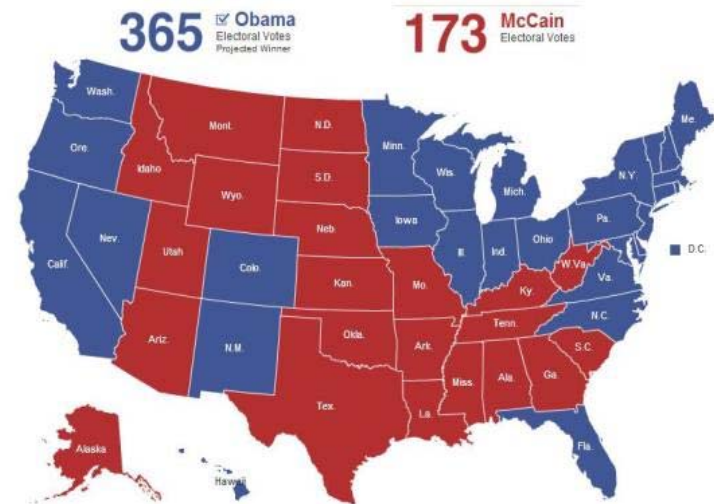 365
Obama
Electoral Votes
Projected Winner
173
McCain
Electoral Votes
Wash.
Ore.
Calif.
Nev.
Idaho
Mont.
Wyo.
Utah
Ariz.
Colo.
N.M.
N.D.
S.D.
Neb.
Kan.
Okla.
Tex.
Minn.
Iowa
Mo.
Ark.
La.
Wis.
Ill.
Mich.
Ind.
Ohio
Ky.
Tenn.
Miss.
Ala.
Ga.
Fla.
S.C.
N.C.
Va.
W.Va.
Pa.
N.Y.
Me.
D.C.
Alaska
Hawaii